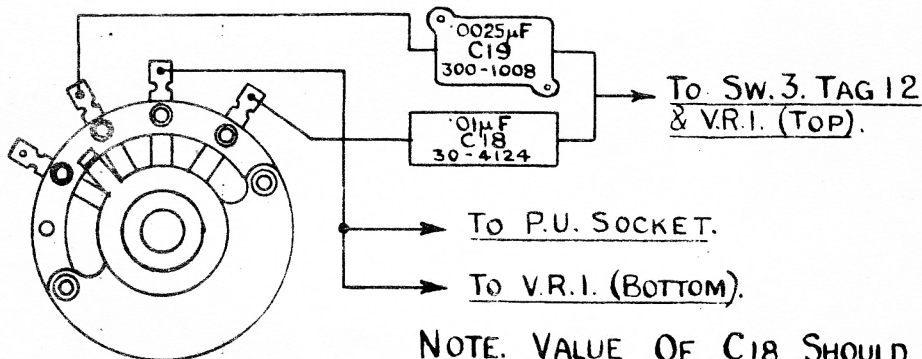 .0025µF
C19
300-1008
To Sw. 3. TAG 12
& V.R.1. (TOP).
.01µF
C18
30-4124
To P.U. SOCKET.
To V.R.1. (BOTTOM).
NOTE. VALUE OF C18 SHOULD